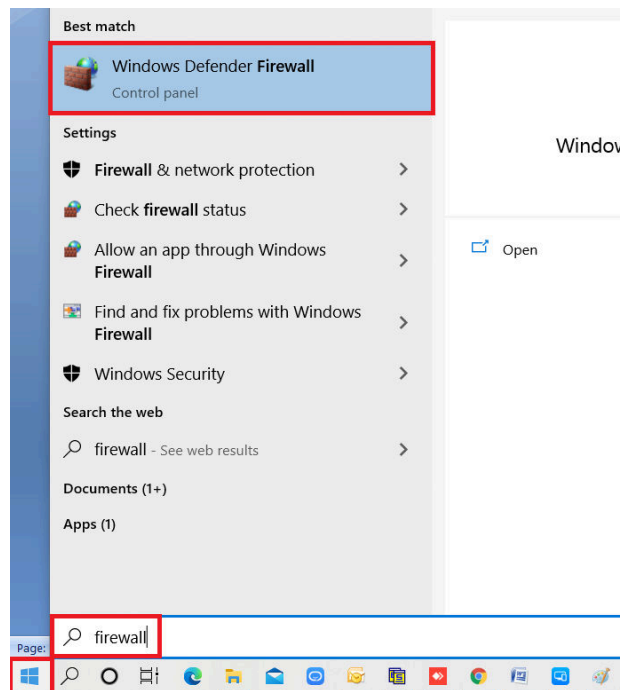 Best match
Windows Defender Firewall
Control panel
Settings
Firewall & network protection
Check firewall status
Allow an app through Windows
Firewall
Find and fix problems with Windows
Firewall
Windows Security
Search the web
firewall - See web results
Documents (1+)
Apps (1)
Window
Open
Page:
firewall